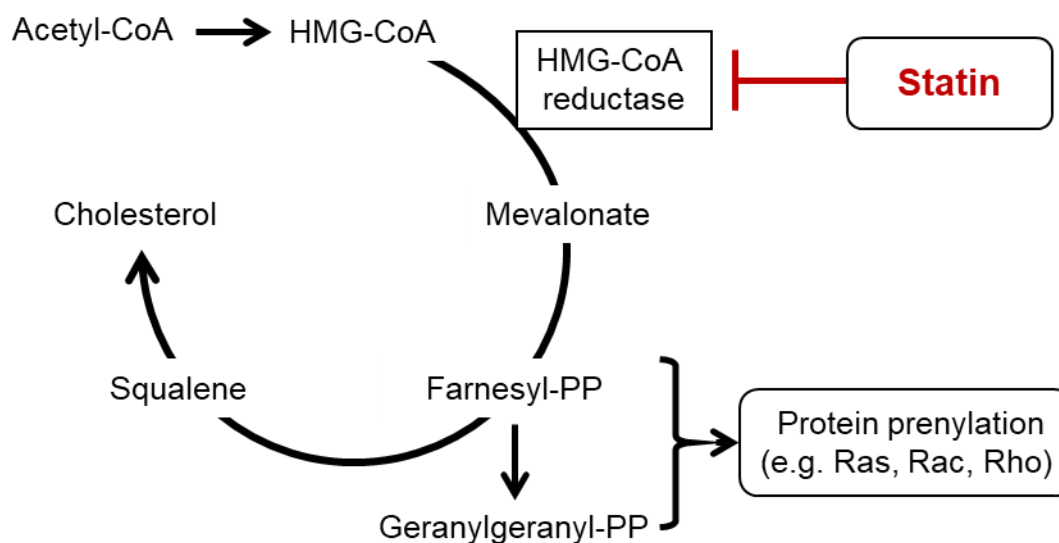 Acetyl-CoA
HMG-CoA
HMG-CoA
reductase
Statin
Cholesterol
Mevalonate
Squalene
Farnesyl-PP
Protein prenylation
(e.g. Ras, Rac, Rho)
Geranylgeranyl-PP